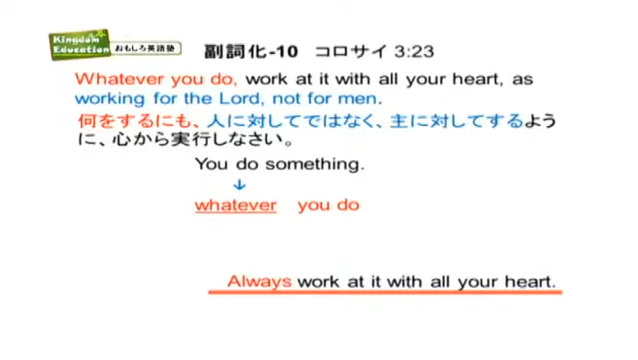 Kingdom
Education おもしろ英語塾
副詞化-10 コロサイ 3:23
Whatever you do, work at it with all your heart, as
working for the Lord, not for men.
何をするにも、人に対してではなく、主に対してするよう
に、心から実行しなさい。
You do something.
↓
whatever you do
Always work at it with all your heart.